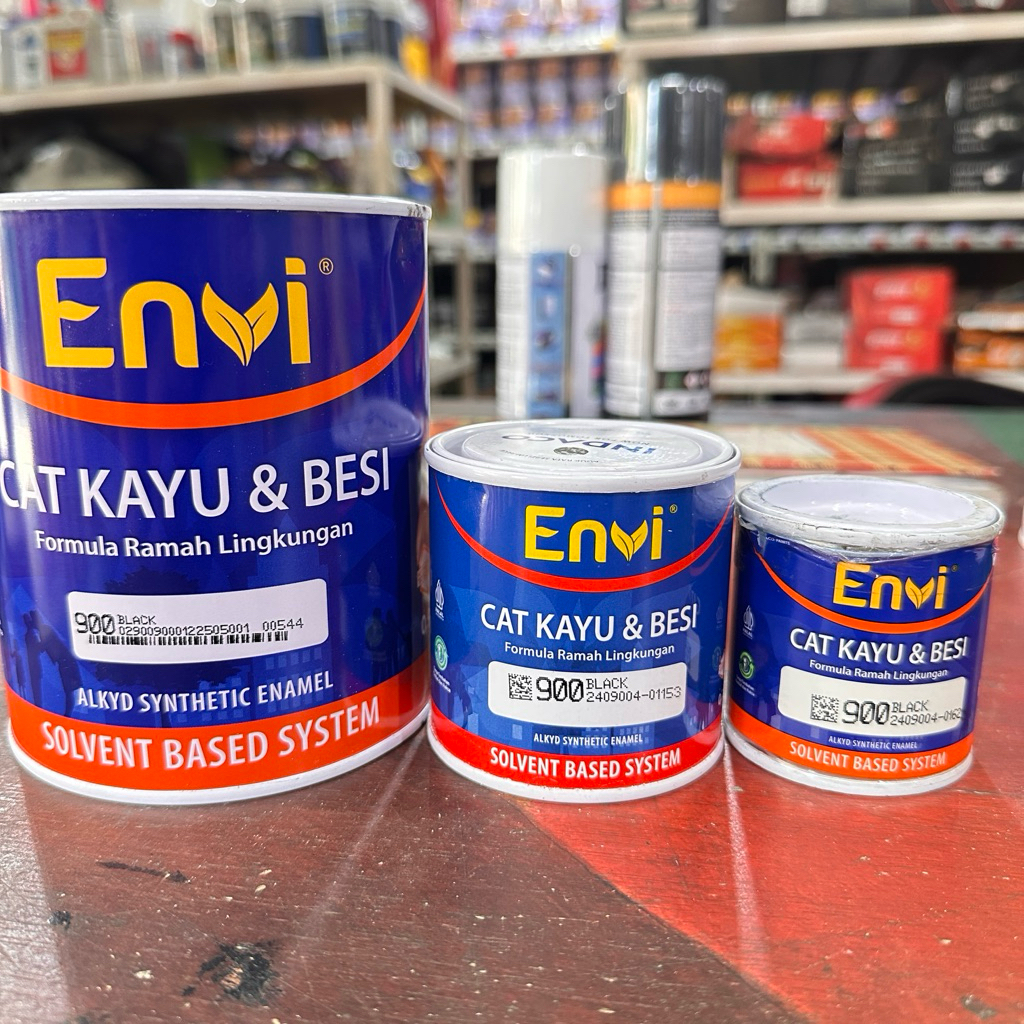 Envi®
CAT KAYU & BESI
Formula Ramah Lingkungan
900 BLACK
029009000122505001 00544
ALKYD SYNTHETIC ENAMEL
SOLVENT BASED SYSTEM
INDACO
Envi®
CAT KAYU & BESI
Formula Ramah Lingkungan
900 BLACK
2409004-01153
ALKYD SYNTHETIC ENAMEL
SOLVENT BASED SYSTEM
Envi®
CAT KAYU & BESI
Formula Ramah Lingkungan
900 BLACK
ALKYD SYNTHETIC ENAMEL
SOLVENT BASED SYSTEM